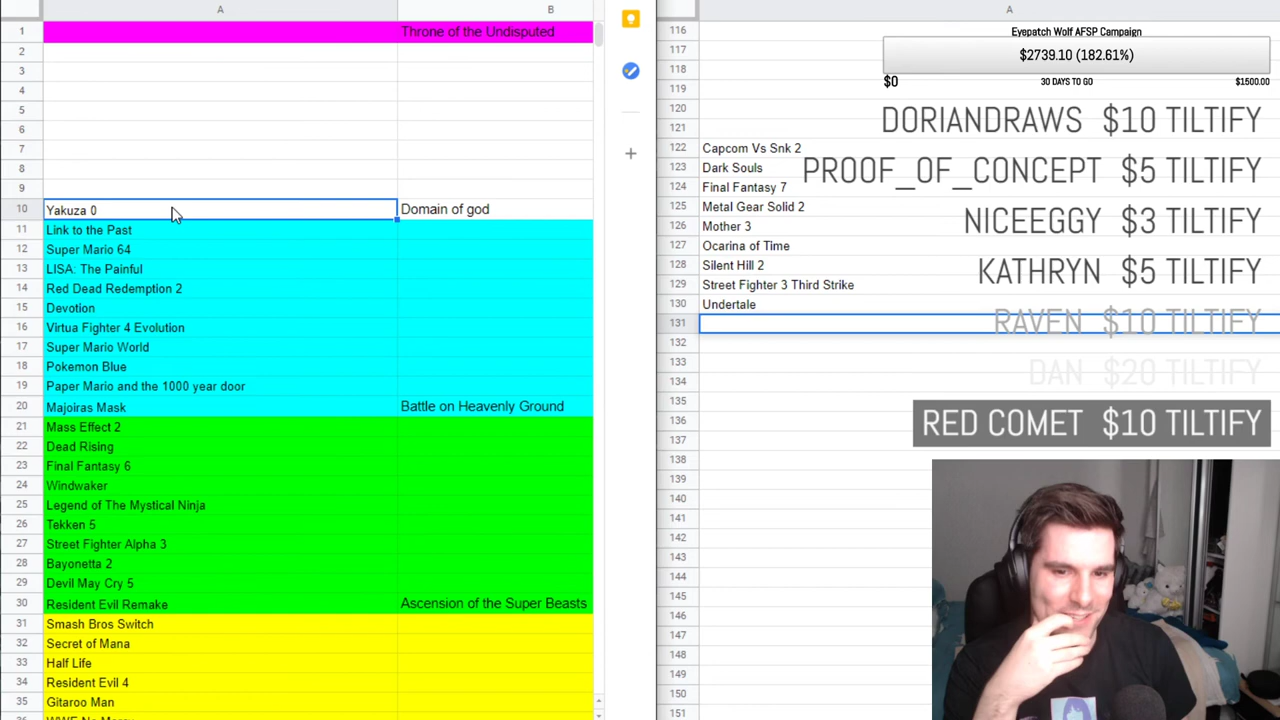 A
B
1 Throne of the Undisputed
2
3
4
5
6
7
8
9
10 Yakuza 0 Domain of god
11 Link to the Past
12 Super Mario 64
13 LISA: The Painful
14 Red Dead Redemption 2
15 Devotion
16 Virtua Fighter 4 Evolution
17 Super Mario World
18 Pokemon Blue
19 Paper Mario and the 1000 year door
20 Majoiras Mask Battle on Heavenly Ground
21 Mass Effect 2
22 Dead Rising
23 Final Fantasy 6
24 Windwaker
25 Legend of The Mystical Ninja
26 Tekken 5
27 Street Fighter Alpha 3
28 Bayonetta 2
29 Devil May Cry 5
30 Resident Evil Remake Ascension of the Super Beasts
31 Smash Bros Switch
32 Secret of Mana
33 Half Life
34 Resident Evil 4
35 Gitaroo Man
A
116
117
118
119
120
121
122 Capcom Vs Snk 2
123 Dark Souls
124 Final Fantasy 7
125 Metal Gear Solid 2
126 Mother 3
127 Ocarina of Time
128 Silent Hill 2
129 Street Fighter 3 Third Strike
130 Undertale
131
132
133
134
135
136
137
138
139
140
141
142
143
144
145
146
147
148
149
150
151
Eyepatch Wolf AFSP Campaign
$2739.10 (182.61%)
$0 30 DAYS TO GO $1500.00
DORIANDRAWS $10 TILTIFY
PROOF_OF_CONCEPT $5 TILTIFY
NICEEGGY $3 TILTIFY
KATHRYN $5 TILTIFY
RAVEN $10 TILTIFY
DAN $20 TILTIFY
RED COMET $10 TILTIFY